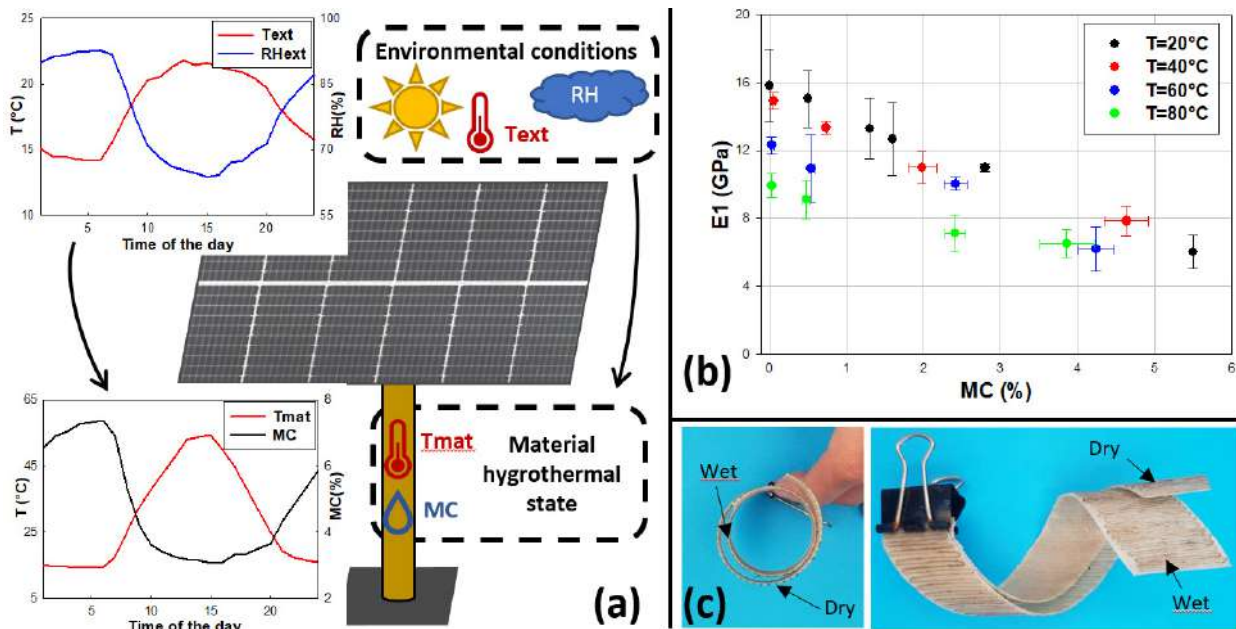 25
20
15
10
T (°C)
5
10
15
20
Time of the day
100
85
70
55
RH(%)
Text
RHext
Environmental conditions
RH
Text
65
45
25
5
T (°C)
5
10
15
20
Time of the day
8
6
4
2
MC(%)
Tmat
MC
Tmat
MC
Material
hygrothermal
state
(a)
20
16
12
8
4
0
E1 (GPa)
0
1
2
3
4
5
6
MC (%)
T=20°C
T=40°C
T=60°C
T=80°C
(b)
Wet
Dry
(c)
Dry
Wet